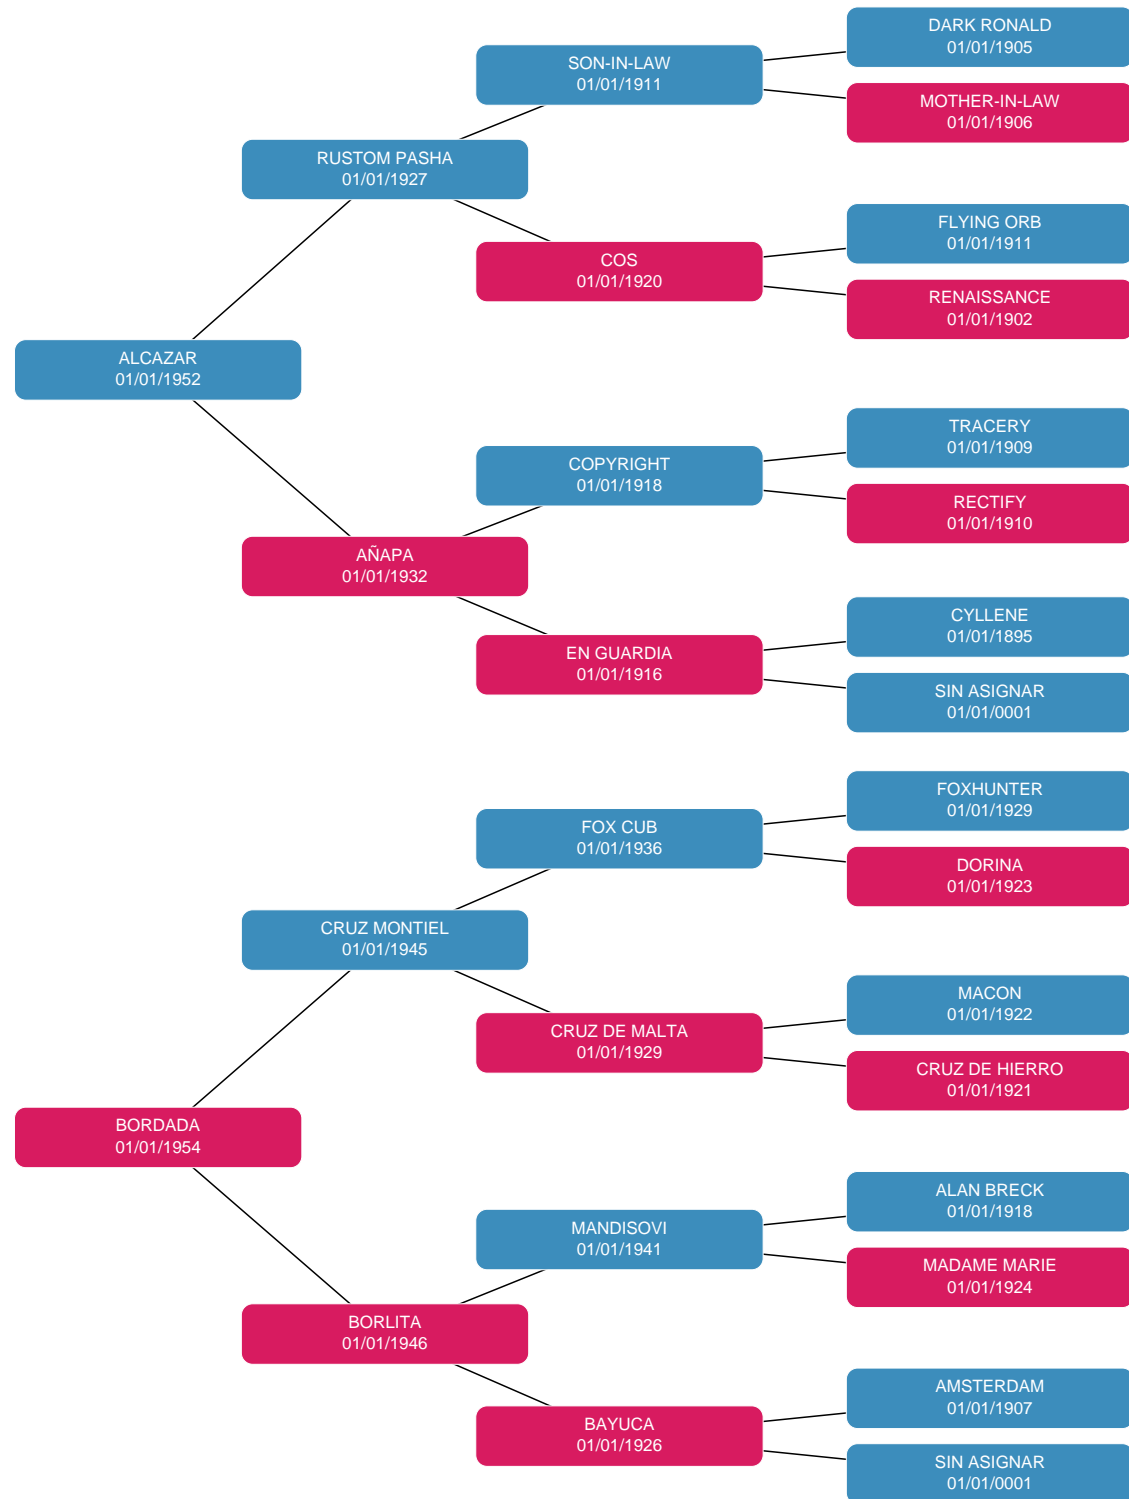 DARK RONALD
01/01/1905
SON-IN-LAW
01/01/1911
MOTHER-IN-LAW
01/01/1906
RUSTOM PASHA
01/01/1927
FLYING ORB
01/01/1911
COS
01/01/1920
RENAISSANCE
01/01/1902
ALCAZAR
01/01/1952
TRACERY
01/01/1909
COPYRIGHT
01/01/1918
RECTIFY
01/01/1910
AÑAPA
01/01/1932
CYLLENE
01/01/1895
EN GUARDIA
01/01/1916
SIN ASIGNAR
01/01/0001
FOXHUNTER
01/01/1929
FOX CUB
01/01/1936
DORINA
01/01/1923
CRUZ MONTIEL
01/01/1945
MACON
01/01/1922
CRUZ DE MALTA
01/01/1929
CRUZ DE HIERRO
01/01/1921
BORDADA
01/01/1954
ALAN BRECK
01/01/1918
MANDISOVI
01/01/1941
MADAME MARIE
01/01/1924
BORLITA
01/01/1946
AMSTERDAM
01/01/1907
BAYUCA
01/01/1926
SIN ASIGNAR
01/01/0001